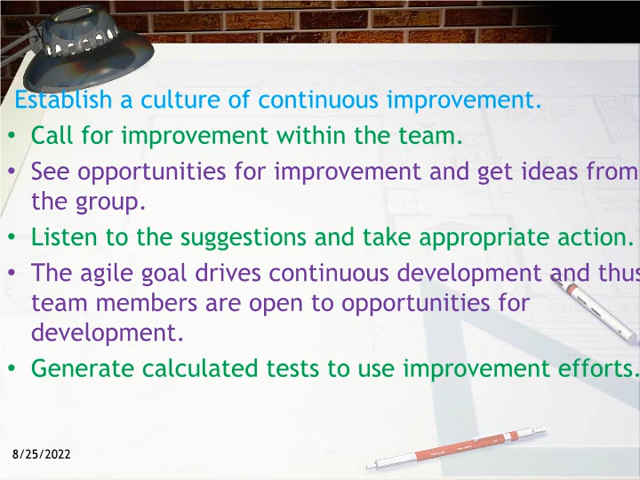 Establish a culture of continuous improvement.
• Call for improvement within the team.
• See opportunities for improvement and get ideas from
the group.
• Listen to the suggestions and take appropriate action.
• The agile goal drives continuous development and thus
team members are open to opportunities for
development.
• Generate calculated tests to use improvement efforts.
8/25/2022